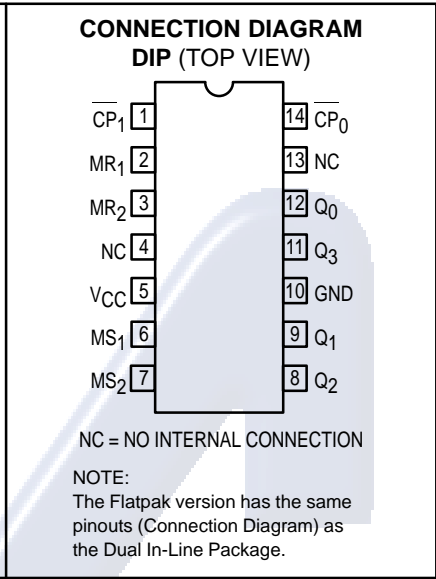 CONNECTION DIAGRAM
DIP (TOP VIEW)
CP1 1 14 CP0
MR1 2 13 NC
MR2 3 12 Q0
NC 4 11 Q3
VCC 5 10 GND
MS1 6 9 Q1
MS2 7 8 Q2
NC = NO INTERNAL CONNECTION
NOTE:
The Flatpak version has the same
pinouts (Connection Diagram) as
the Dual In-Line Package.